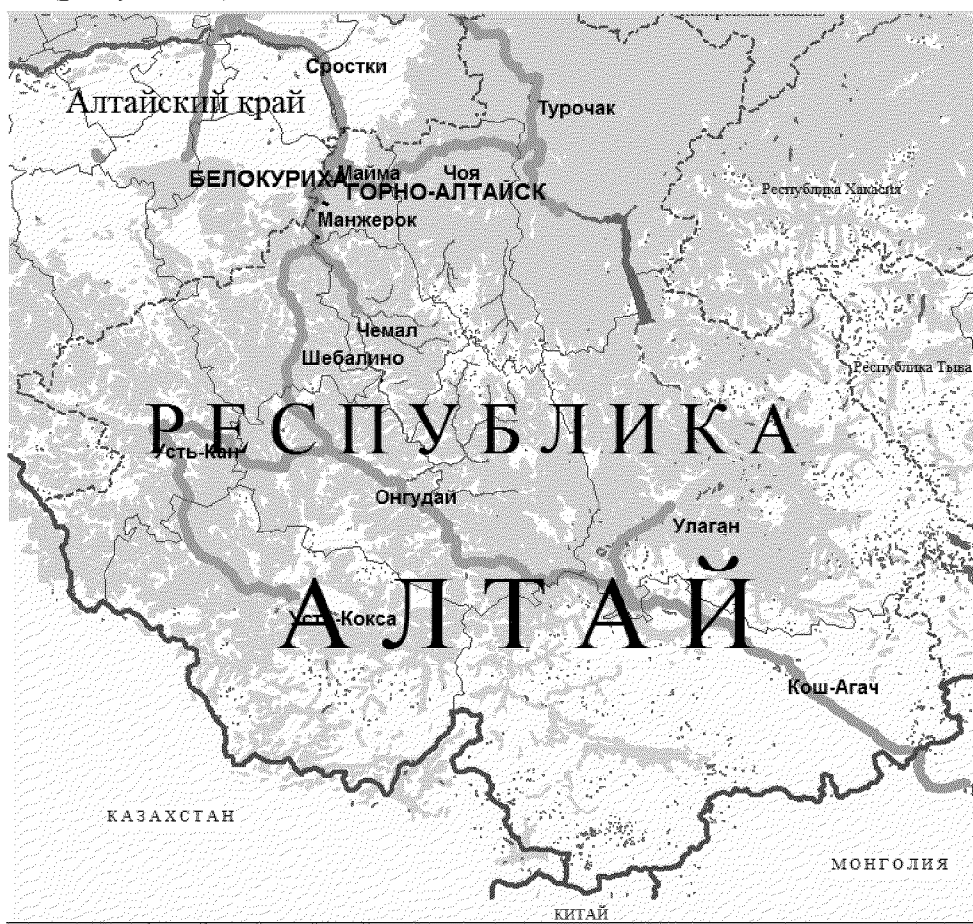 Сростки
Алтайский край
Турочак
БЕЛОКУРИХА
Майма
Чоя
ГОРНО-АЛТАЙСК
Республика Хакасия
Манжерок
Чемал
Шебалино
Республика Тыва
РЕСПУБЛИКА
Усть-Кан
Онгудай
Улаган
АЛТАЙ
Усть-Кокса
Кош-Агач
КАЗАХСТАН
МОНГОЛИЯ
КИТАЙ